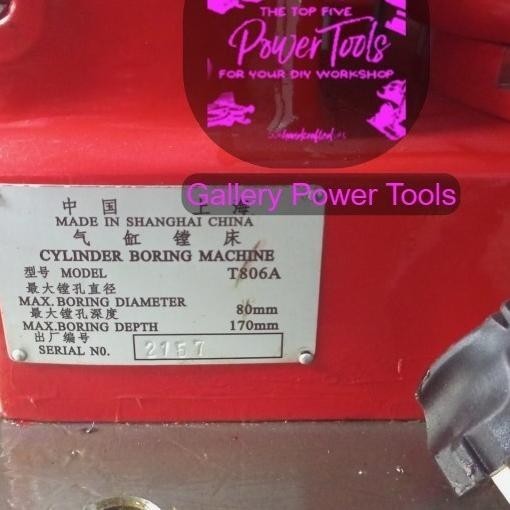 THE TOP FIVE
PowerTools
FOR YOUR DIY WORKSHOP
Gallery Power Tools
中 国 上 海
MADE IN SHANGHAI CHINA
气 缸 镗 床
CYLINDER BORING MACHINE
型号 MODEL T806A
最大镗孔直径
MAX.BORING DIAMETER 80mm
最大镗孔深度
MAX.BORING DEPTH 170mm
出厂编号
SERIAL NO. 2157